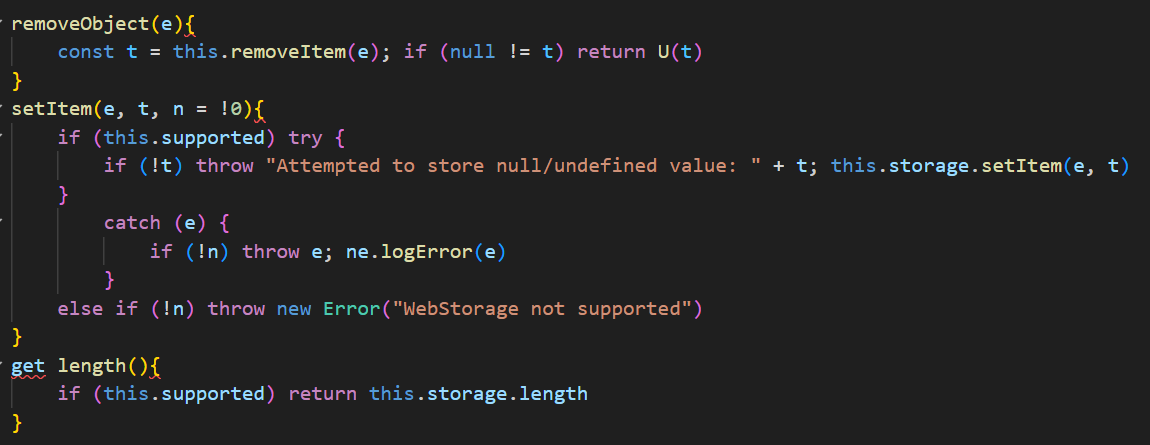 removeObject(e){
    const t = this.removeItem(e); if (null != t) return U(t)
}
setItem(e, t, n = !0){
    if (this.supported) try {
        if (!t) throw "Attempted to store null/undefined value: " + t; this.storage.setItem(e, t)
    }
        catch (e) {
            if (!n) throw e; ne.logError(e)
        }
    else if (!n) throw new Error("WebStorage not supported")
}
get length(){
    if (this.supported) return this.storage.length
}